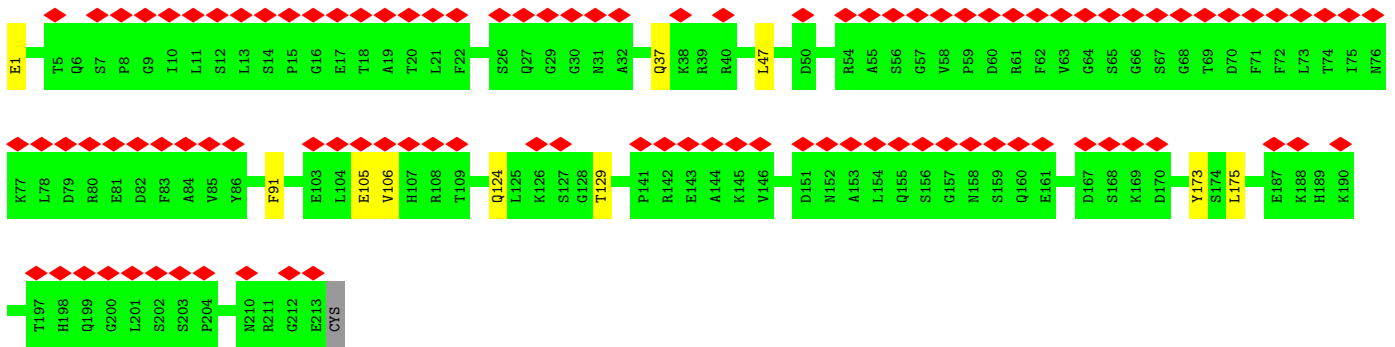 E1 T5 Q6 S7 P8 G9 I10 L11 S12 L13 S14 P15 G16 E17 T18 A19 T20 L21 F22 S26 Q27 G29 G30 N31 A32 Q37 K38 R39 R40 L47 D50 R54 A55 S56 G57 V58 P59 D60 R61 F62 V63 G64 S65 G66 S67 G68 T69 D70 F71 F72 L73 T74 I75 N76
K77 L78 D79 R80 E81 D82 F83 A84 V85 Y86 F91 E103 L104 E105 V106 H107 R108 T109 Q124 L125 K126 S127 G128 T129 P141 R142 E143 A144 K145 V146 D151 N152 A153 L154 Q155 S156 G157 N158 S159 Q160 E161 D167 S168 K169 D170 Y173 S174 L175 E187 K188 H189 K190
T197 H198 Q199 G200 L201 S202 S203 P204 N210 R211 G212 E213 CYS